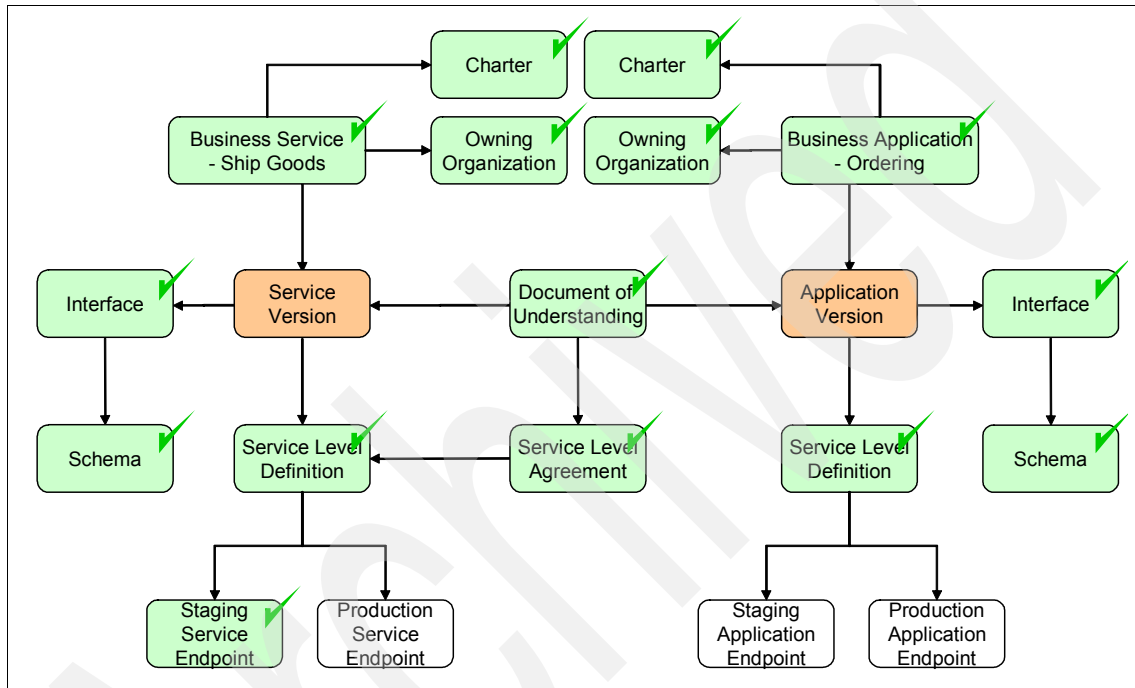 Charter
Charter
Business Service
- Ship Goods
Owning
Organization
Owning
Organization
Business Application
- Ordering
Interface
Service
Version
Document of
Understanding
Application
Version
Interface
Schema
Service Level
Definition
Service Level
Agreement
Service Level
Definition
Schema
Staging
Service
Endpoint
Production
Service
Endpoint
Staging
Application
Endpoint
Production
Application
Endpoint
Archived